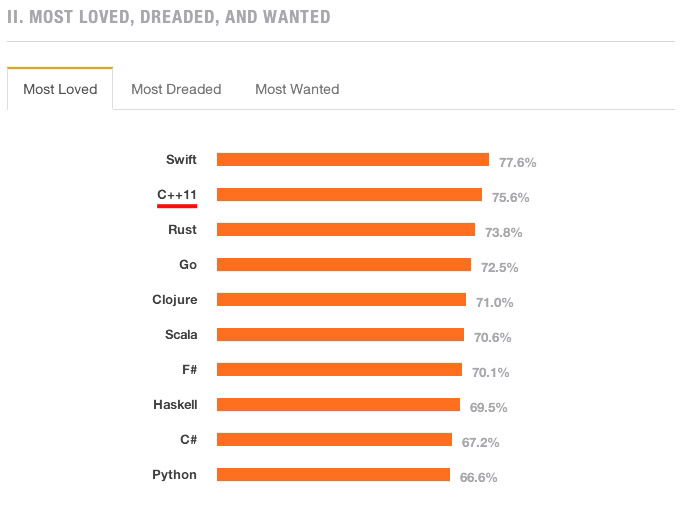 II. MOST LOVED, DREADED, AND WANTED
Most Loved Most Dreaded Most Wanted
Swift 77.6%
C++11 75.6%
Rust 73.8%
Go 72.5%
Clojure 71.0%
Scala 70.6%
F# 70.1%
Haskell 69.5%
C# 67.2%
Python 66.6%